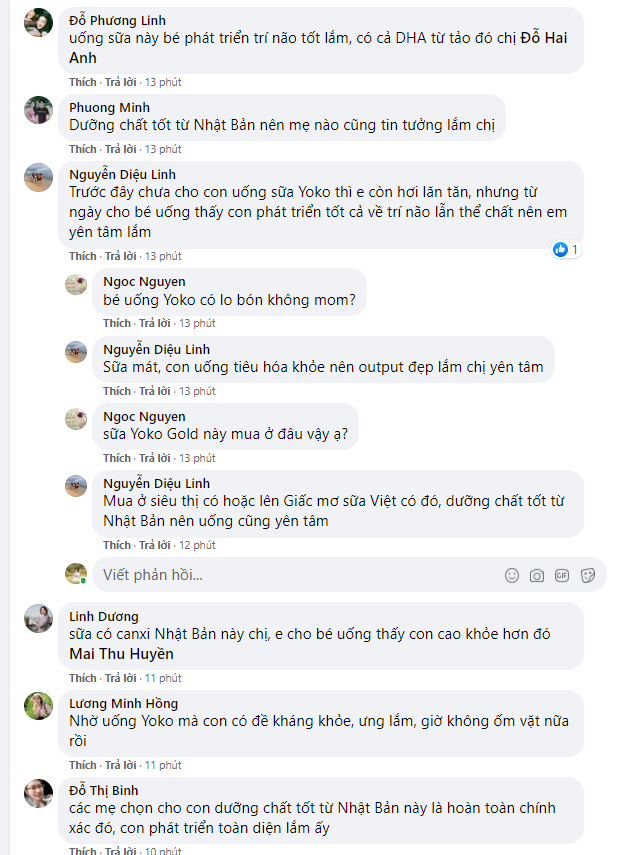 Đỗ Phương Linh
uống sữa này bé phát triển trí não tốt lắm, có cả DHA từ tảo đó chị Đỗ Hai
Anh
Thích · Trả lời · 13 phút
Phuong Minh
Dưỡng chất tốt từ Nhật Bản nên mẹ nào cũng tin tưởng lắm chị
Thích · Trả lời · 13 phút
Nguyễn Diệu Linh
Trước đây chưa cho con uống sữa Yoko thì e còn hơi lăn tăn, nhưng từ
ngày cho bé uống thấy con phát triển tốt cả về trí não lẫn thể chất nên em
yên tâm lắm
1
Thích · Trả lời · 13 phút
Ngoc Nguyen
bé uống Yoko có lo bón không mom?
Thích · Trả lời · 13 phút
Nguyễn Diệu Linh
Sữa mát, con uống tiêu hóa khỏe nên output đẹp lắm chị yên tâm
Thích · Trả lời · 13 phút
Ngoc Nguyen
sữa Yoko Gold này mua ở đâu vậy ạ?
Thích · Trả lời · 13 phút
Nguyễn Diệu Linh
Mua ở siêu thị có hoặc lên Giấc mơ sữa Việt có đó, dưỡng chất tốt từ
Nhật Bản nên uống cũng yên tâm
Thích · Trả lời · 12 phút
Viết phản hồi...
GIF
Linh Dương
sữa có canxi Nhật Bản này chị, e cho bé uống thấy con cao khỏe hơn đó
Mai Thu Huyền
Thích · Trả lời · 11 phút
Lương Minh Hồng
Nhờ uống Yoko mà con có đề kháng khỏe, ưng lắm, giờ không ốm vặt nữa
rồi
Thích · Trả lời · 11 phút
Đỗ Thị Bình
các mẹ chọn cho con dưỡng chất tốt từ Nhật Bản này là hoàn toàn chính
xác đó, con phát triển toàn diện lắm ấy
Thích · Trả lời · 10 phút